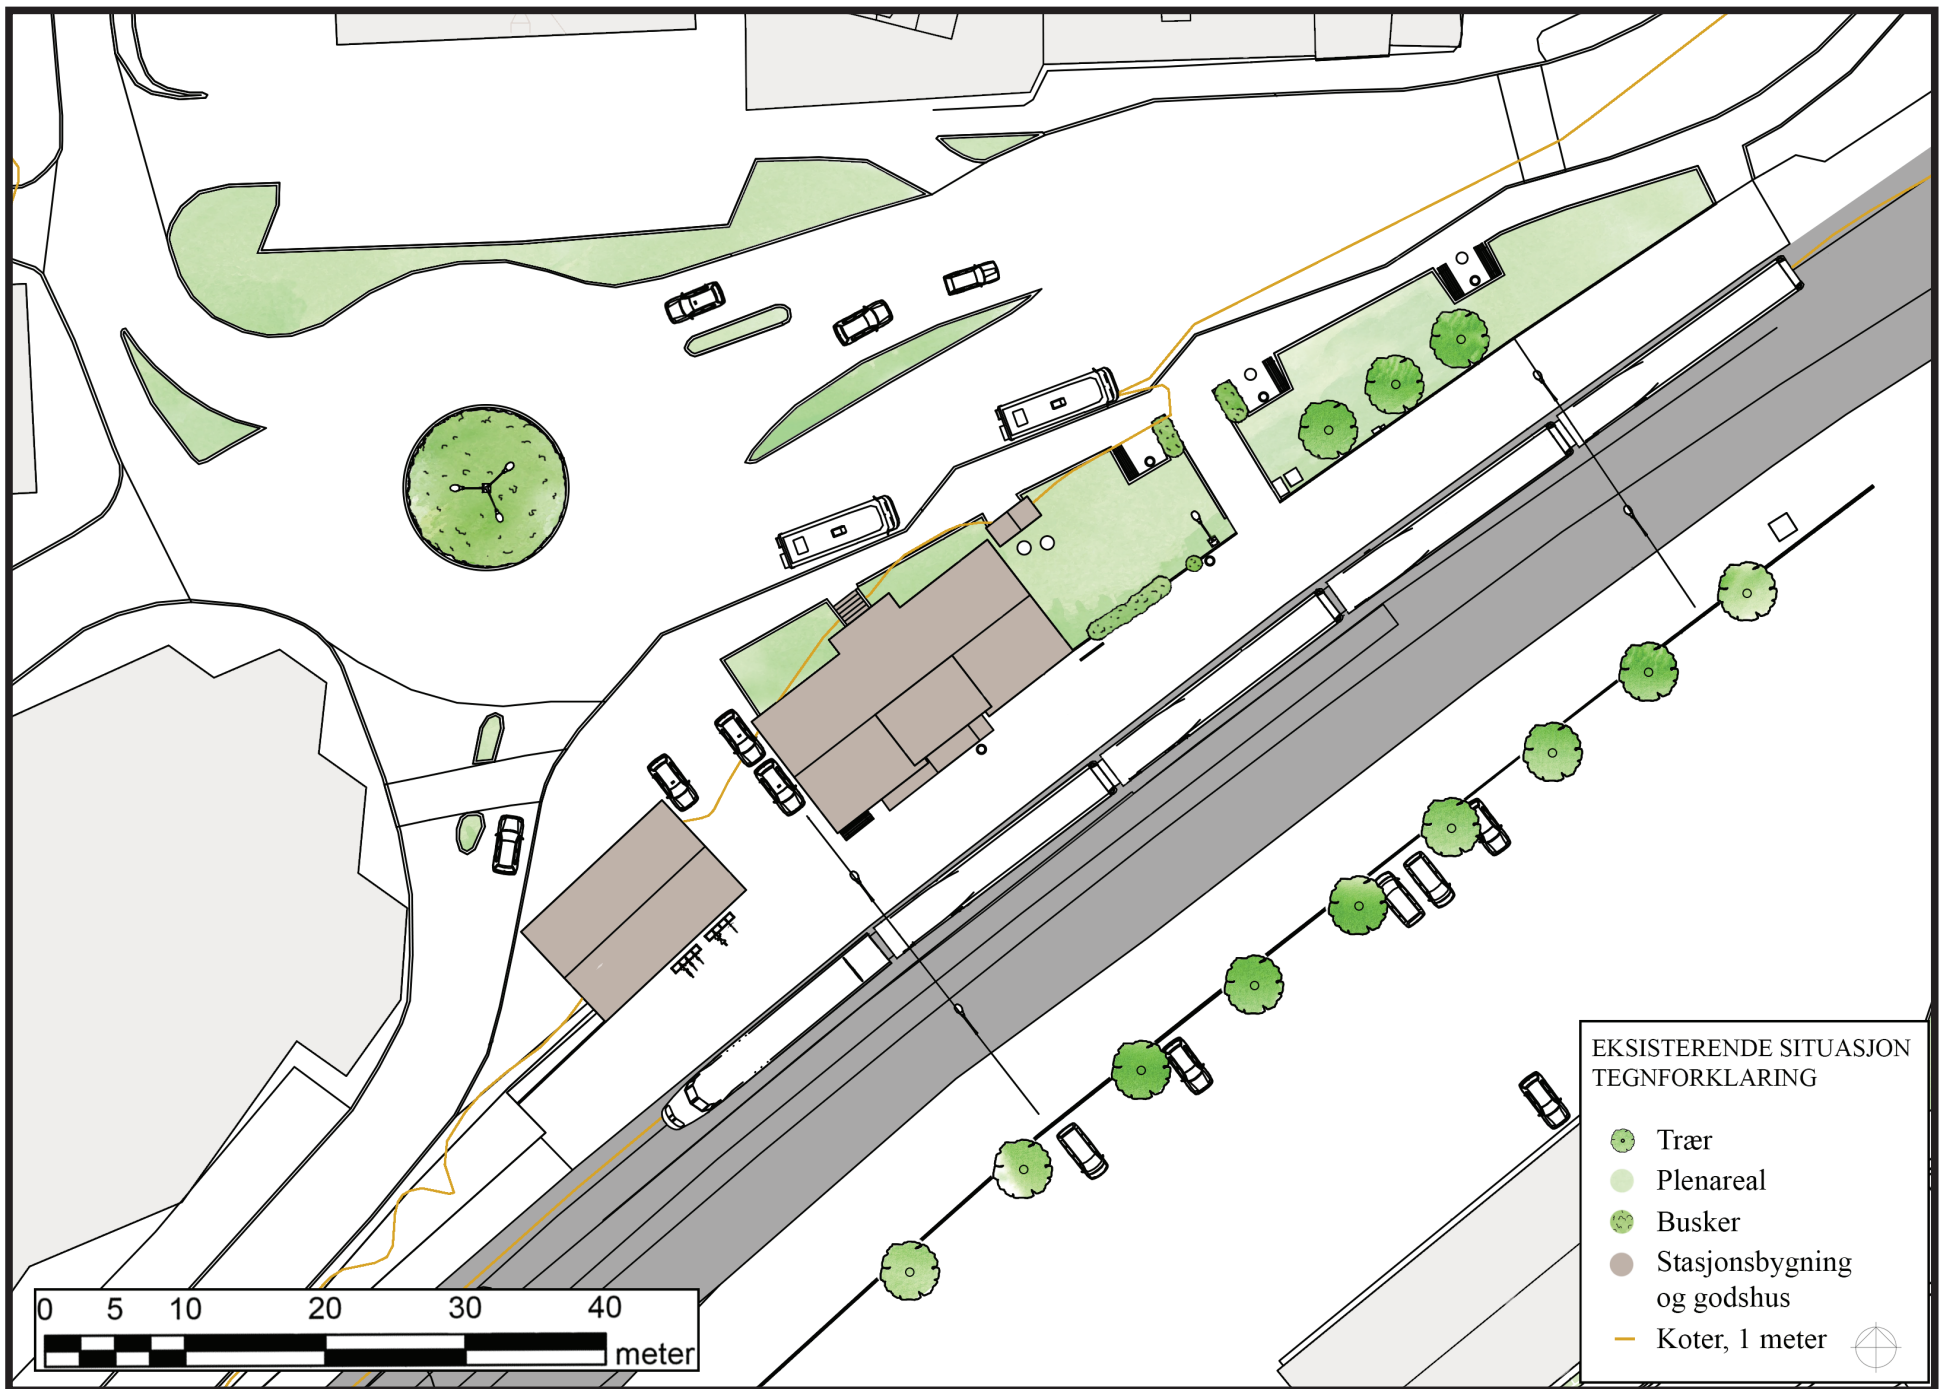 EKSISTERENDE SITUASJON
TEGNFORKLARING
Trær
Plenareal
Busker
Stasjonsbygning
og godshus
Koter, 1 meter
0 5 10 20 30 40
meter